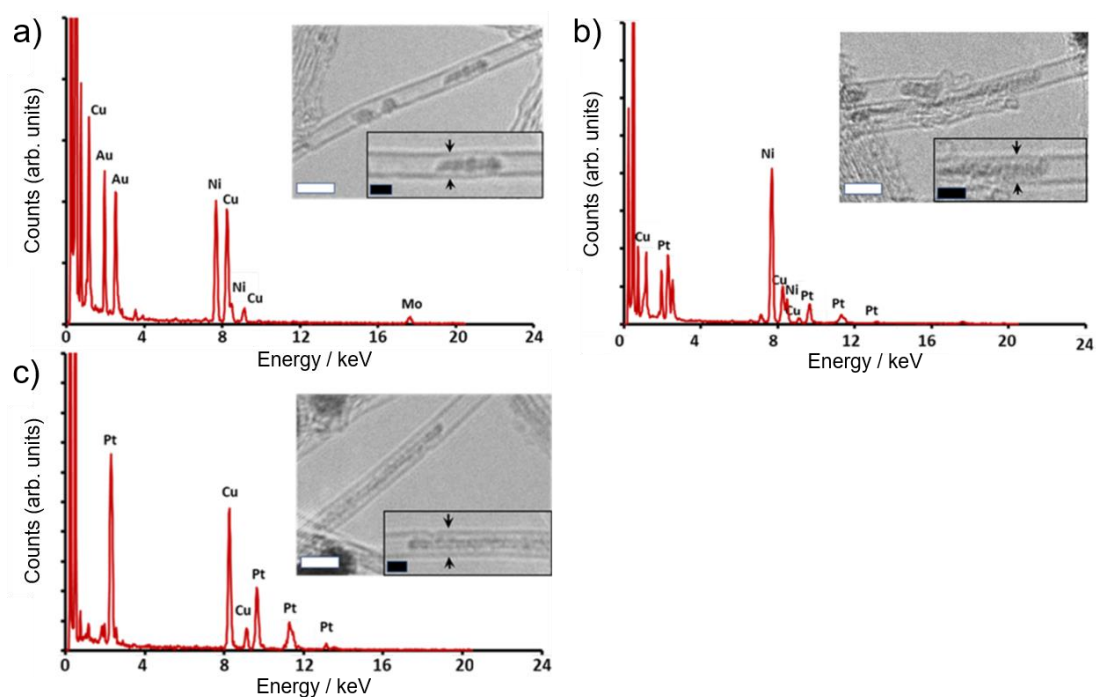 a)
Counts (arb. units)
Cu
Au
Au
Ni
Cu
Ni
Cu
Mo
0 4 8 12 16 20 24
Energy / keV
b)
Counts (arb. units)
Cu
Pt
Ni
Cu
Ni
Cu
Pt
Pt
Pt
0 4 8 12 16 20 24
Energy / keV
c)
Counts (arb. units)
Pt
Cu
Cu
Pt
Pt
Pt
0 4 8 12 16 20 24
Energy / keV